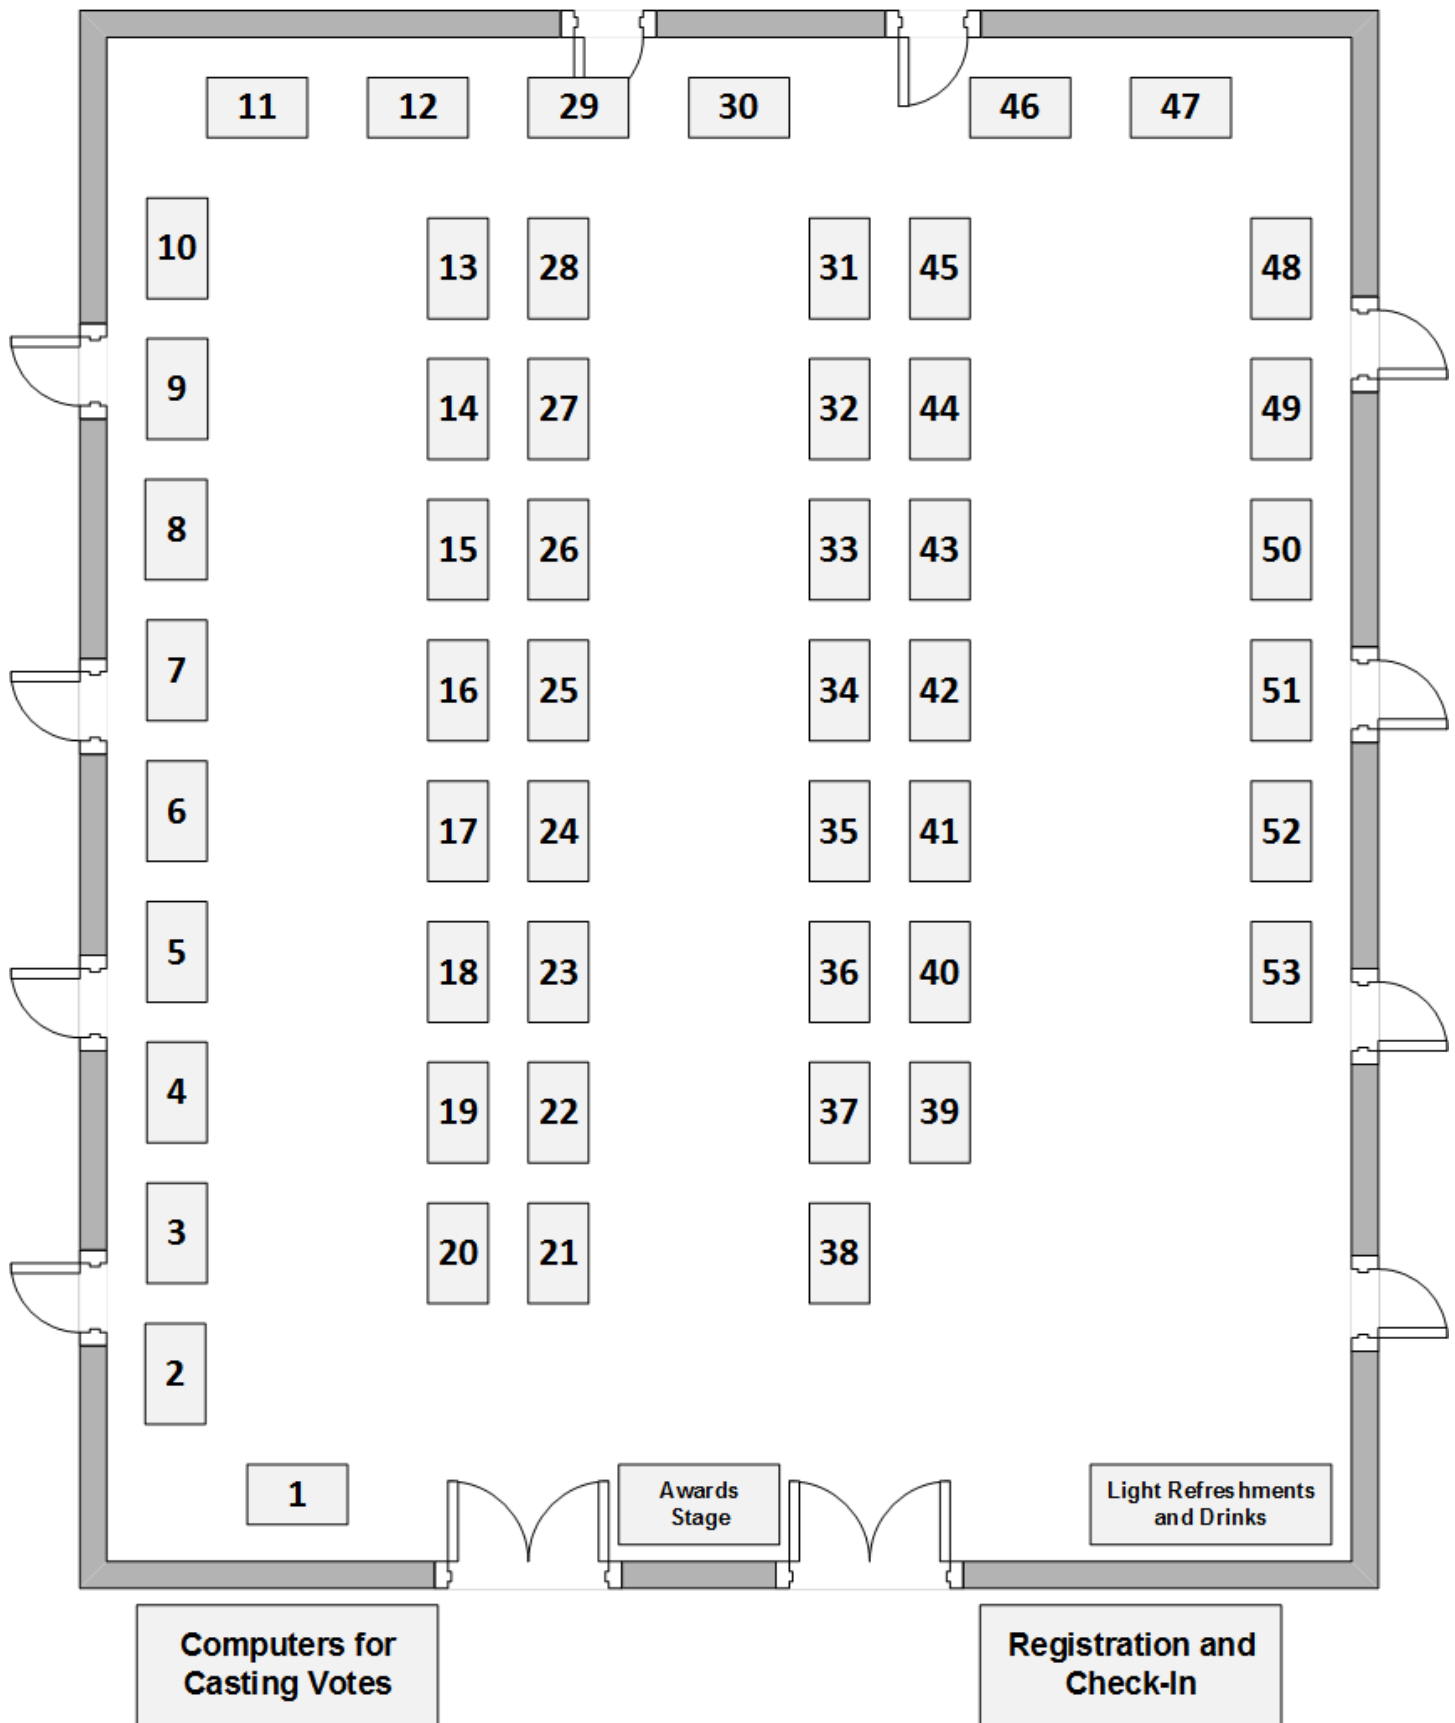 11 12 29 30 46 47
10 13 28 31 45 48
9 14 27 32 44 49
8 15 26 33 43 50
7 16 25 34 42 51
6 17 24 35 41 52
5 18 23 36 40 53
4 19 22 37 39
3 20 21 38
2
1
Awards
Stage
Light Refreshments
and Drinks
Computers for
Casting Votes
Registration and
Check-In